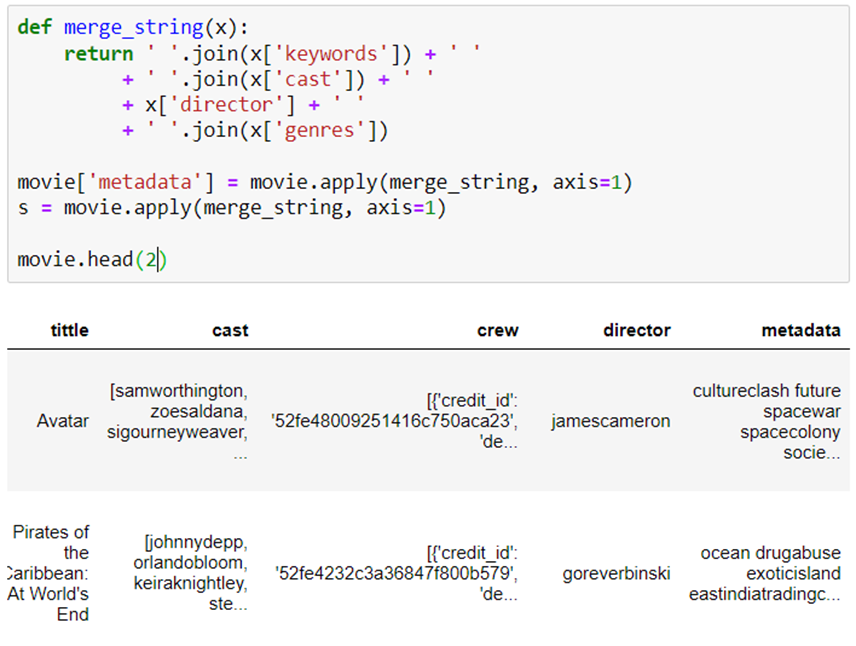 def merge_string(x):
    return ' '.join(x['keywords']) + ' '
         + ' '.join(x['cast']) + ' '
         + x['director'] + ' '
         + ' '.join(x['genres'])
movie['metadata'] = movie.apply(merge_string, axis=1)
s = movie.apply(merge_string, axis=1)
movie.head(2)
tittle cast crew director metadata
[samworthington, cultureclash future
zoesaldana, [{'credit_id': spacewar
Avatar sigourneyweaver, '52fe48009251416c750aca23', jamescameron spacecolony
... 'de... socie...
Pirates of
the [johnnydepp, [{'credit_id': ocean drugabuse
Caribbean: orlandobloom, '52fe4232c3a36847f800b579', goreverbinski exoticisland
At World's keiraknightley, 'de... eastindiatradingc...
End ste...